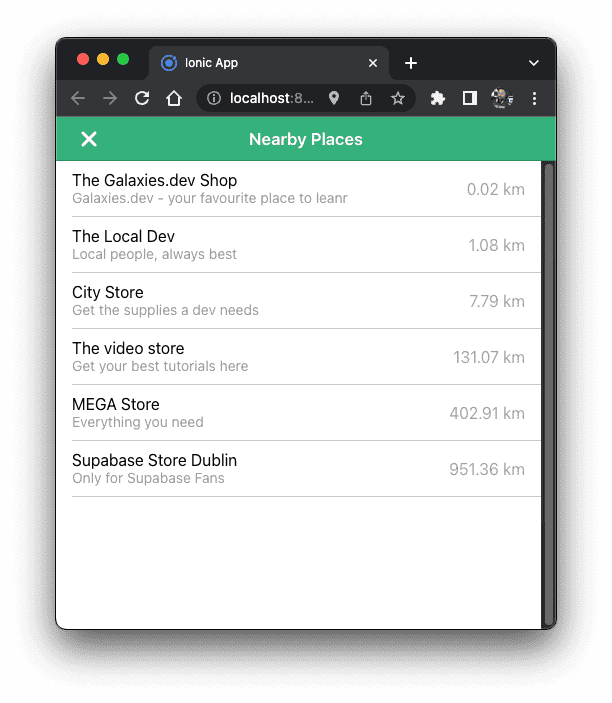 Ionic App
localhost:8...
Nearby Places
The Galaxies.dev Shop
Galaxies.dev - your favourite place to leanr
0.02 km
The Local Dev
Local people, always best
1.08 km
City Store
Get the supplies a dev needs
7.79 km
The video store
Get your best tutorials here
131.07 km
MEGA Store
Everything you need
402.91 km
Supabase Store Dublin
Only for Supabase Fans
951.36 km